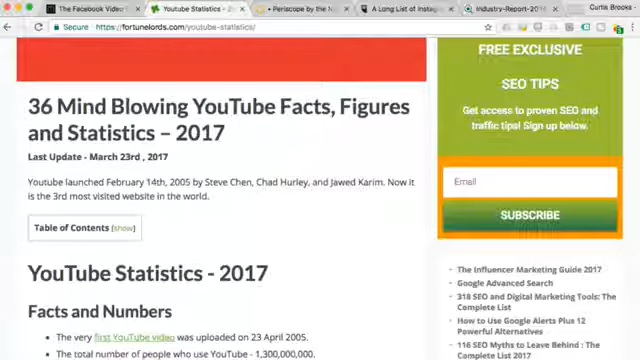 The Facebook Video
Youtube Statistics - 2
Periscope by the N
A Long List of Instag
Industry-Report-201
Curtis Brooks
Secure
https://fortunelords.com/youtube-statistics/
36 Mind Blowing YouTube Facts, Figures
and Statistics – 2017
Last Update - March 23rd , 2017
Youtube launched February 14th, 2005 by Steve Chen, Chad Hurley, and Jawed Karim. Now it
is the 3rd most visited website in the world.
Table of Contents [show]
YouTube Statistics - 2017
Facts and Numbers
• The very first YouTube video was uploaded on 23 April 2005.
• The total number of people who use YouTube - 1,300,000,000.
FREE EXCLUSIVE
SEO TIPS
Get access to proven SEO and
traffic tips! Sign up below.
Email
SUBSCRIBE
The Influencer Marketing Guide 2017
Google Advanced Search
318 SEO and Digital Marketing Tools: The
Complete List
How to Use Google Alerts Plus 12
Powerful Alternatives
116 SEO Myths to Leave Behind : The
Complete List 2017